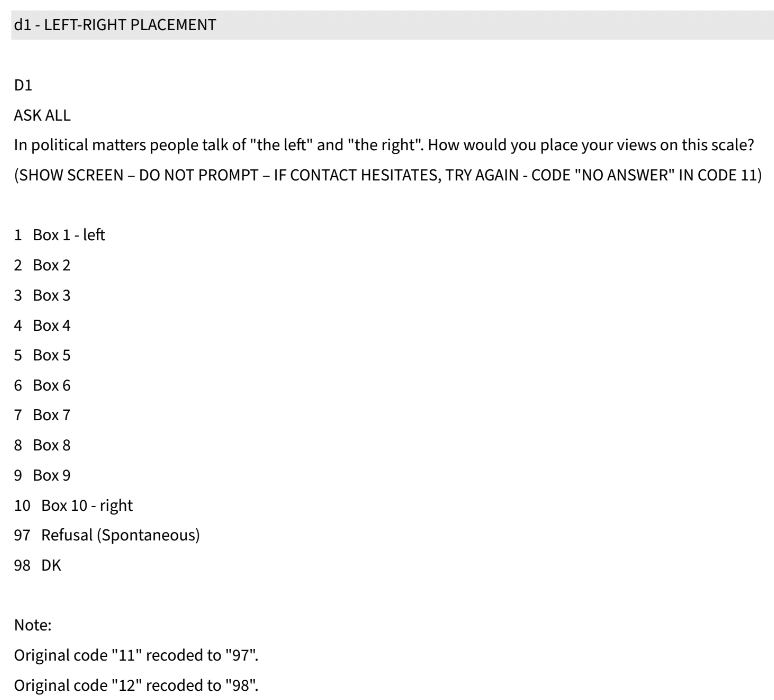 d1 - LEFT-RIGHT PLACEMENT
D1
ASK ALL
In political matters people talk of "the left" and "the right". How would you place your views on this scale?
(SHOW SCREEN – DO NOT PROMPT – IF CONTACT HESITATES, TRY AGAIN - CODE "NO ANSWER" IN CODE 11)
1 Box 1 - left
2 Box 2
3 Box 3
4 Box 4
5 Box 5
6 Box 6
7 Box 7
8 Box 8
9 Box 9
10 Box 10 - right
97 Refusal (Spontaneous)
98 DK
Note:
Original code "11" recoded to "97".
Original code "12" recoded to "98".